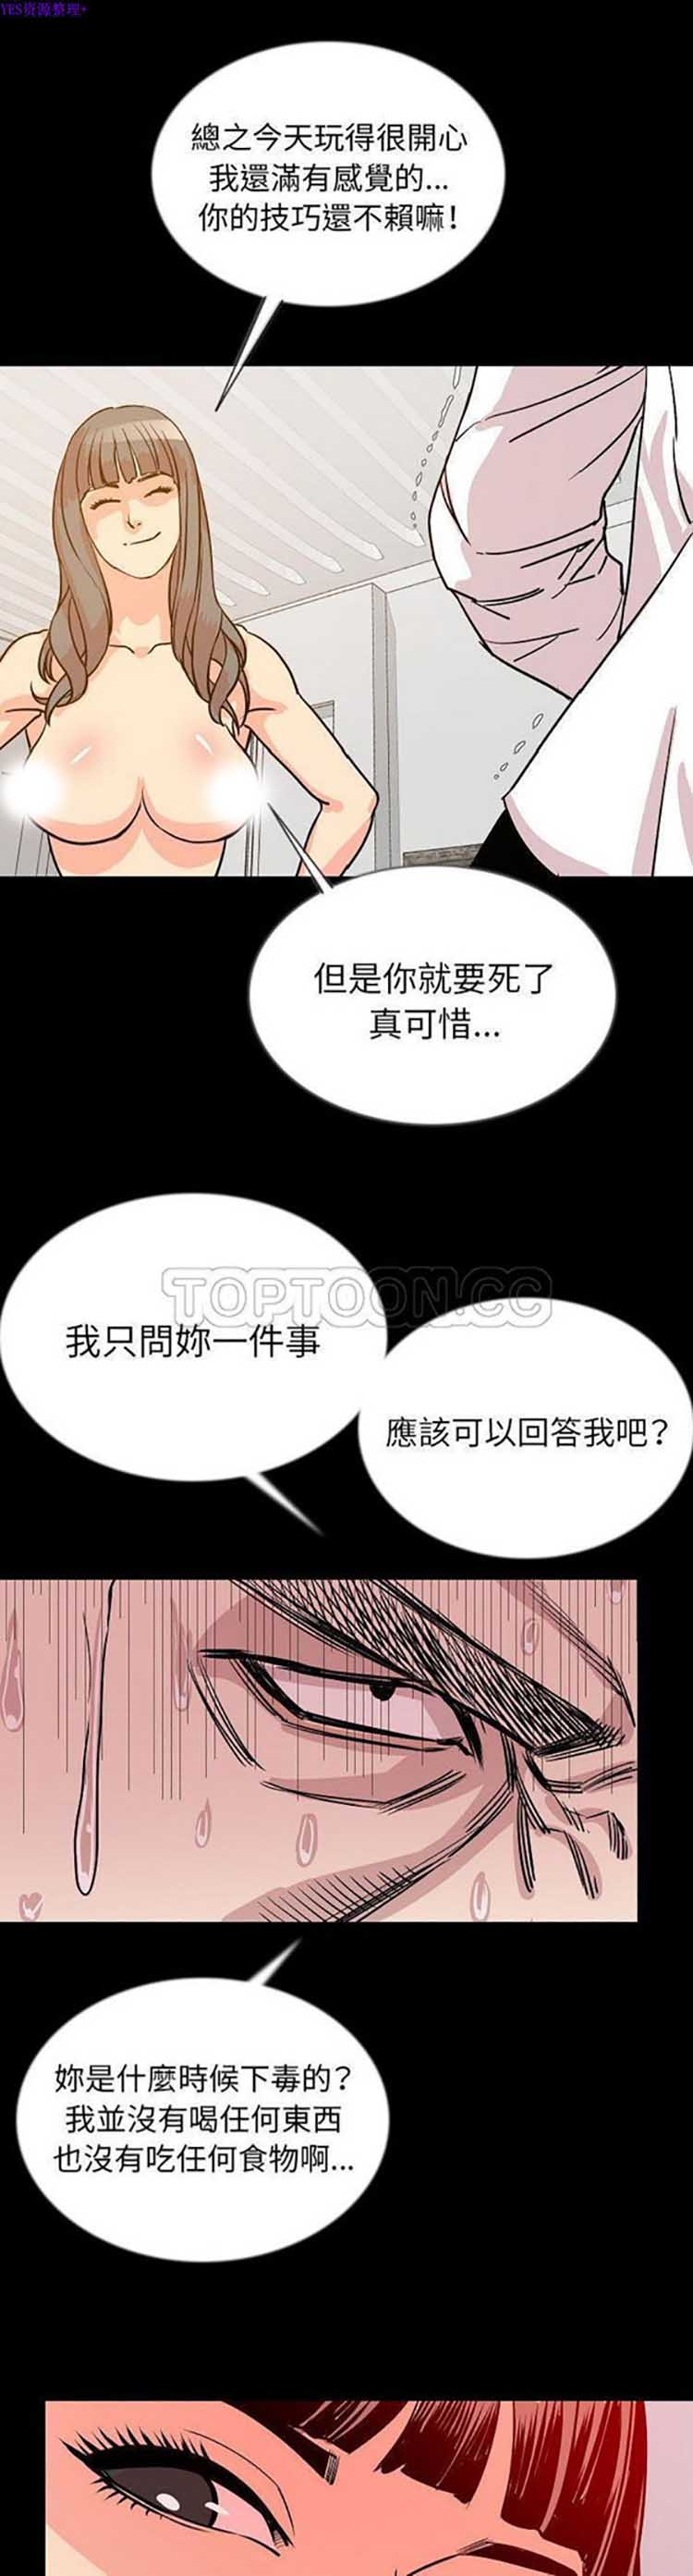 YES资源整理+
總之今天玩得很開心
我還滿有感覺的...
你的技巧還不賴嘛!
但是你就要死了
真可惜...
TOPTOON.CC
我只問妳一件事
應該可以回答我吧?
妳是什麼時候下毒的?
我並沒有喝任何東西
也沒有吃任何食物啊...